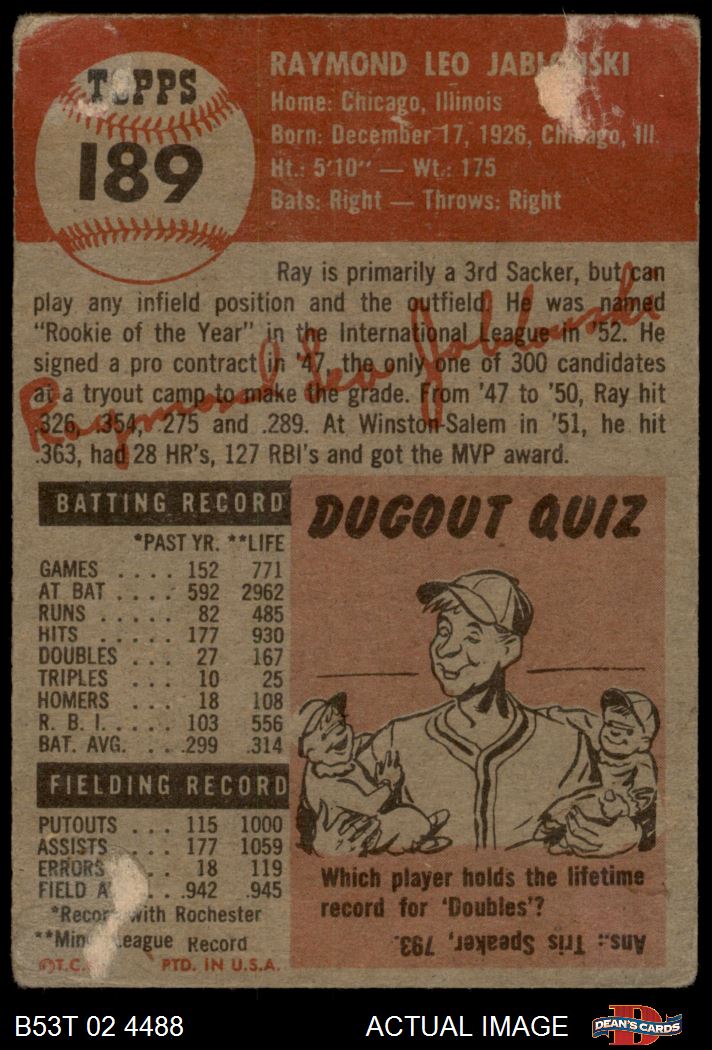 TOPPS
189
RAYMOND LEO JABLONSKI
Home: Chicago, Illinois
Born: December 17, 1926, Chicago, Ill.
Ht.: 5'10" — Wt.: 175
Bats: Right — Throws: Right
Ray is primarily a 3rd Sacker, but can
play any infield position and the outfield. He was named
"Rookie of the Year" in the International League in '52. He
signed a pro contract in '47, the only one of 300 candidates
at a tryout camp to make the grade. From '47 to '50, Ray hit
.326, .354, .275 and .289. At Winston-Salem in '51, he hit
.363, had 28 HR's, 127 RBI's and got the MVP award.
Raymond Leo Jablonski
BATTING RECORD
*PAST YR. **LIFE
GAMES .... 152 771
AT BAT .... 592 2962
RUNS ..... 82 485
HITS ..... 177 930
DOUBLES ... 27 167
TRIPLES ... 10 25
HOMERS ... 18 108
R. B. I. .... 103 556
BAT. AVG. .. .299 .314
FIELDING RECORD
PUTOUTS ... 115 1000
ASSISTS ... 177 1059
ERRORS ... 18 119
FIELD A .. .942 .945
*Recor with Rochester
**Min League Record
©T.C. PTD. IN U.S.A.
DUGOUT QUIZ
Which player holds the lifetime
record for 'Doubles'?
Ans.: Tris Speaker, 793.
B53T 02 4488
ACTUAL IMAGE
D
DEAN'S CARDS